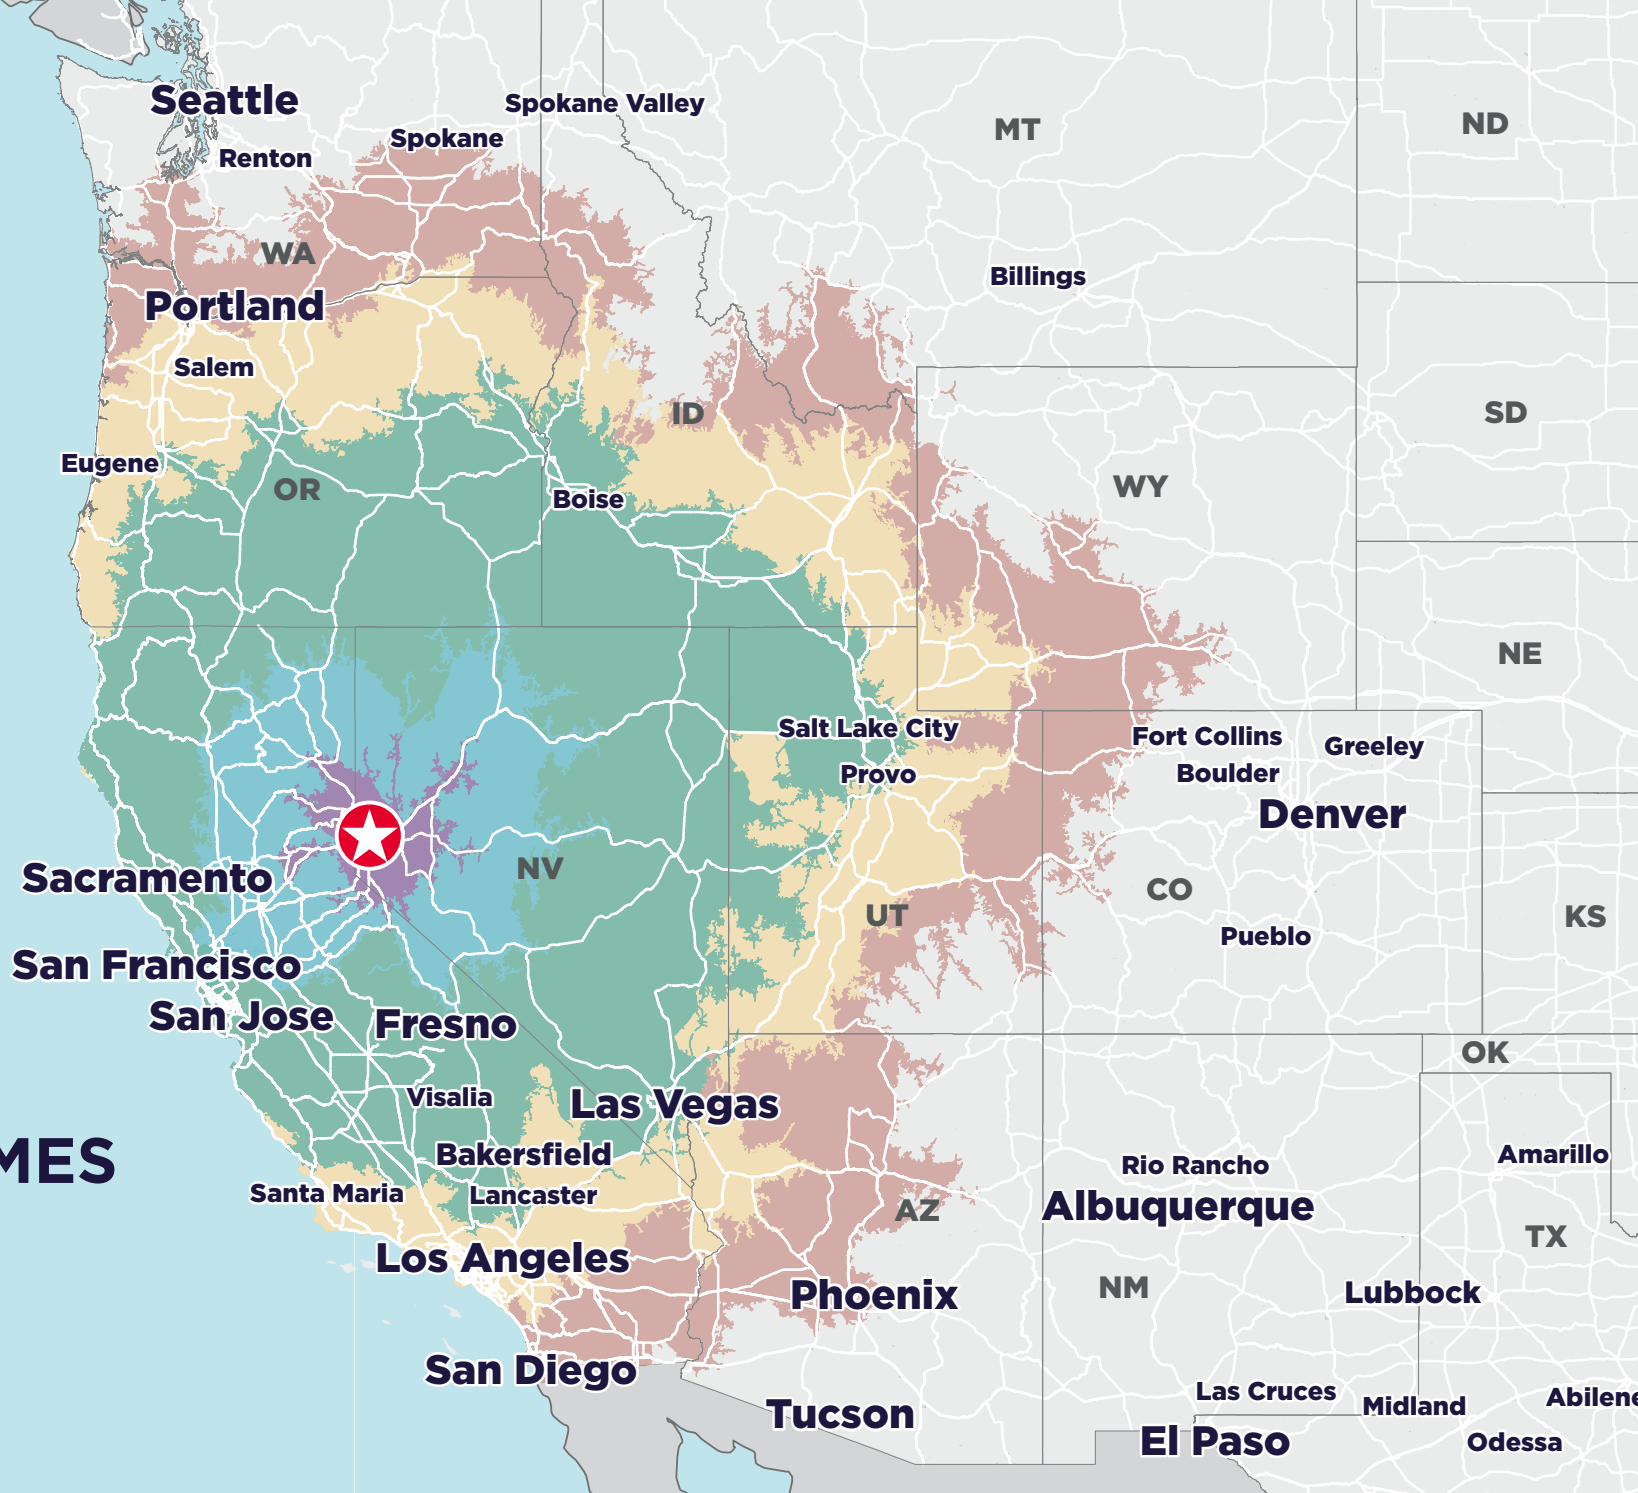 Seattle
Spokane Valley
MT
ND
Spokane
Renton
WA
Billings
Portland
Salem
ID
SD
Eugene
OR
Boise
WY
NE
Salt Lake City
Fort Collins
Greeley
Provo
Boulder
Denver
Sacramento
NV
CO
UT
KS
Pueblo
San Francisco
San Jose
Fresno
OK
Visalia
Las Vegas
MES
Bakersfield
Amarillo
Rio Rancho
Santa Maria
Lancaster
AZ
Albuquerque
TX
Los Angeles
NM
Phoenix
Lubbock
San Diego
Las Cruces
Midland
Abilene
Tucson
El Paso
Odessa